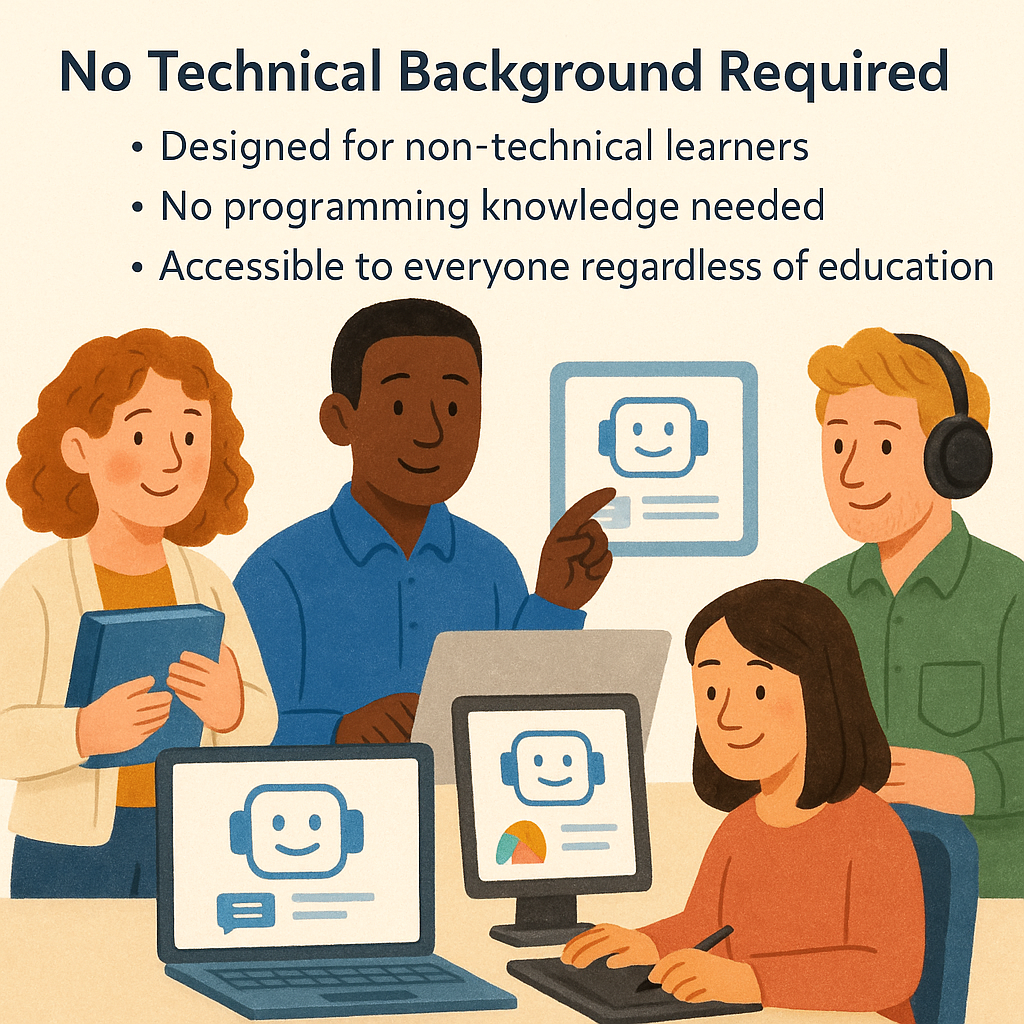 No Technical Background Required
• Designed for non-technical learners
• No programming knowledge needed
• Accessible to everyone regardless of education